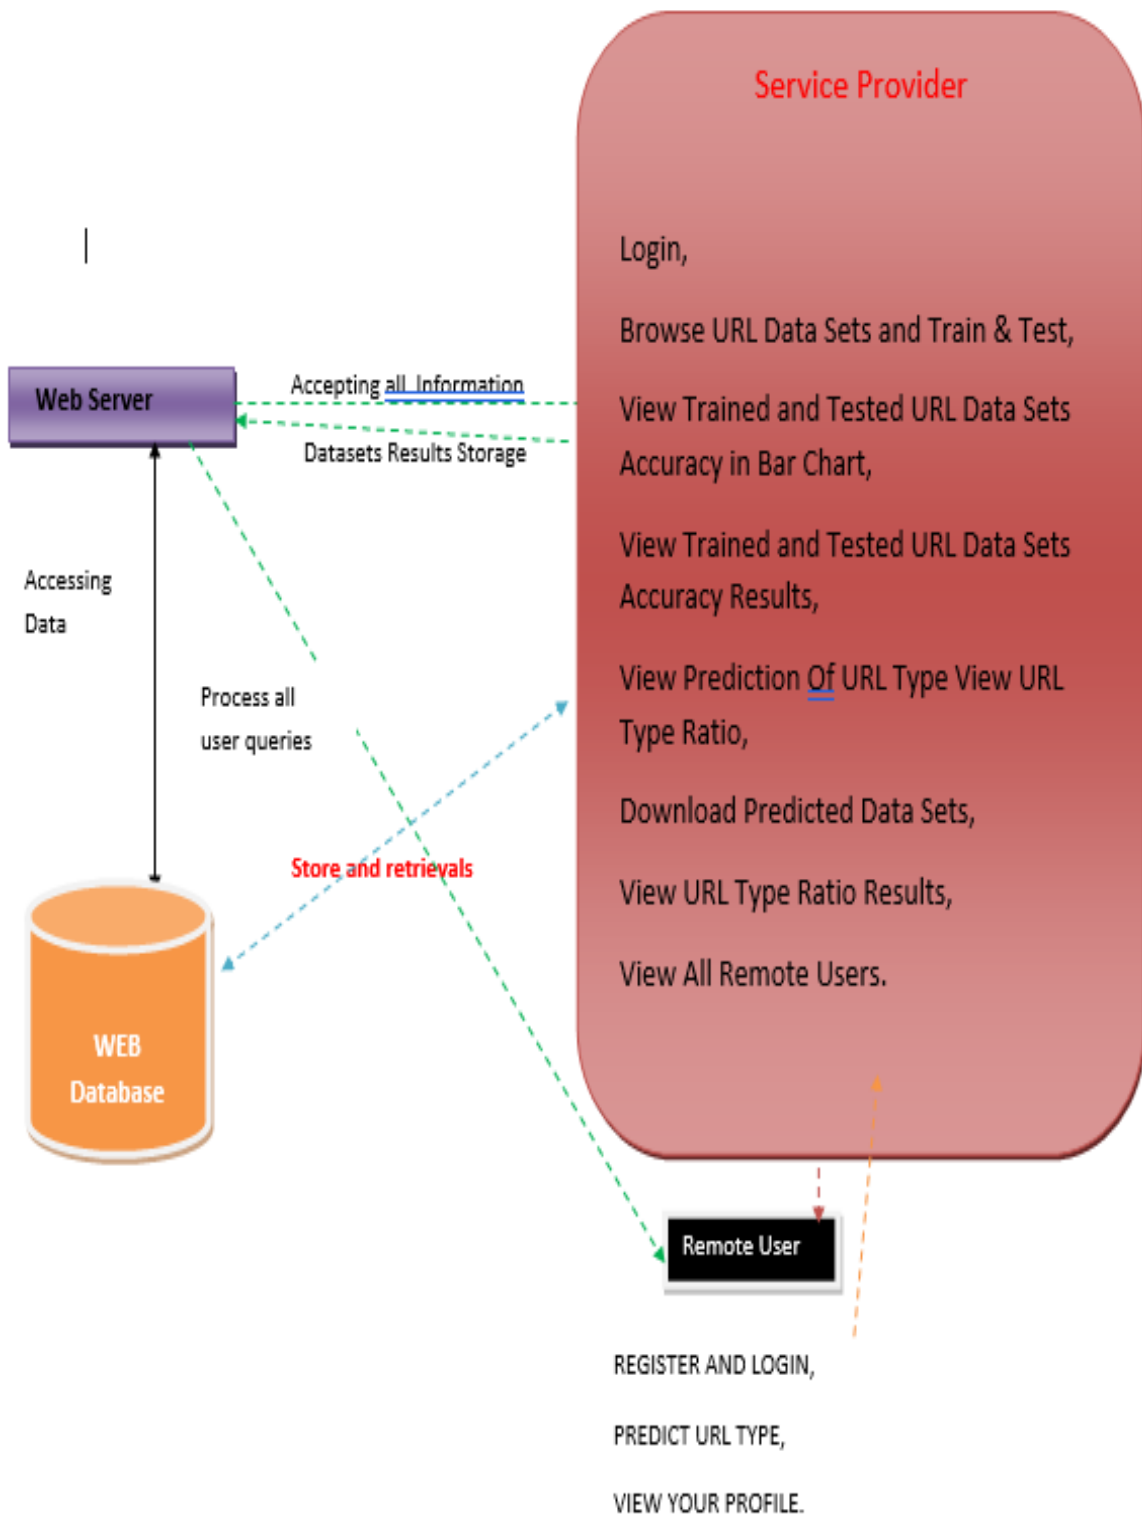 Service Provider
Login,
Browse URL Data Sets and Train & Test,
View Trained and Tested URL Data Sets
Accuracy in Bar Chart,
View Trained and Tested URL Data Sets
Accuracy Results,
View Prediction Of URL Type View URL
Type Ratio,
Download Predicted Data Sets,
View URL Type Ratio Results,
View All Remote Users.
Web Server
Accepting all Information
Datasets Results Storage
Accessing
Data
Process all
user queries
Store and retrievals
WEB
Database
Remote User
REGISTER AND LOGIN,
PREDICT URL TYPE,
VIEW YOUR PROFILE.